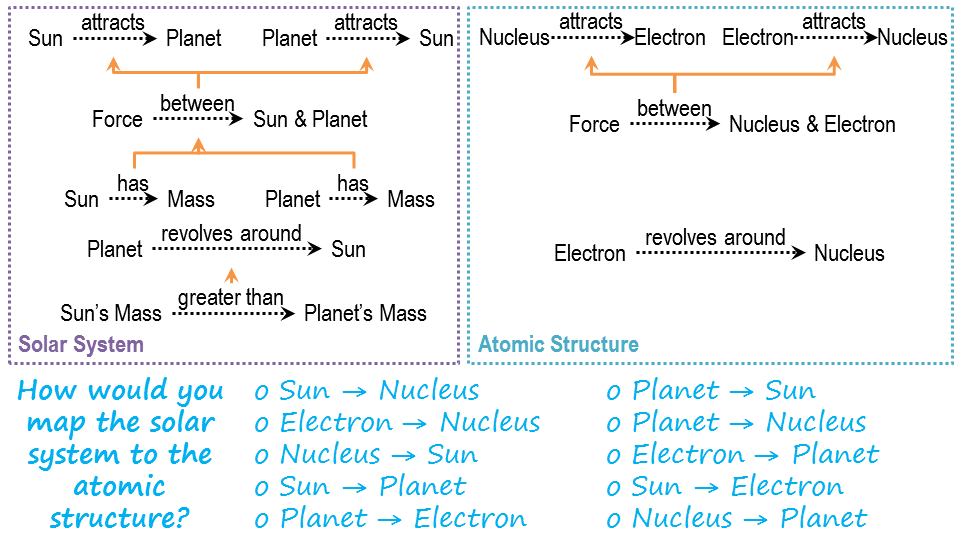 attracts attracts
Sun Planet Planet Sun
between
Force Sun & Planet
has has
Sun Mass Planet Mass
revolves around
Planet Sun
greater than
Sun's Mass Planet's Mass
Solar System
attracts attracts
Nucleus Electron Electron Nucleus
between
Force Nucleus & Electron
revolves around
Electron Nucleus
Atomic Structure
How would you
map the solar
system to the
atomic
structure?
o Sun → Nucleus
o Electron → Nucleus
o Nucleus → Sun
o Sun → Planet
o Planet → Electron
o Planet → Sun
o Planet → Nucleus
o Electron → Planet
o Sun → Electron
o Nucleus → Planet